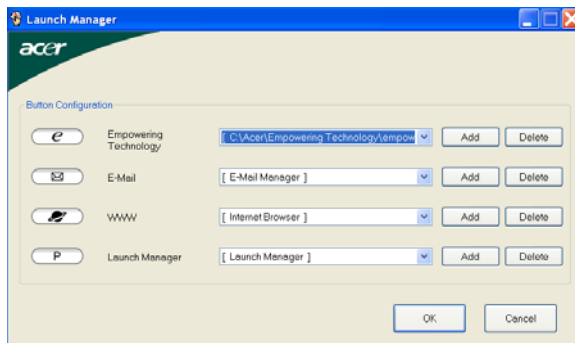 Launch Manager
acer
Button Configuration
e Empowering Technology [ C:\Acer\Empowering Technology\empow Add Delete
E-Mail [ E-Mail Manager ] Add Delete
WWW [ Internet Browser ] Add Delete
P Launch Manager [ Launch Manager ] Add Delete
OK Cancel